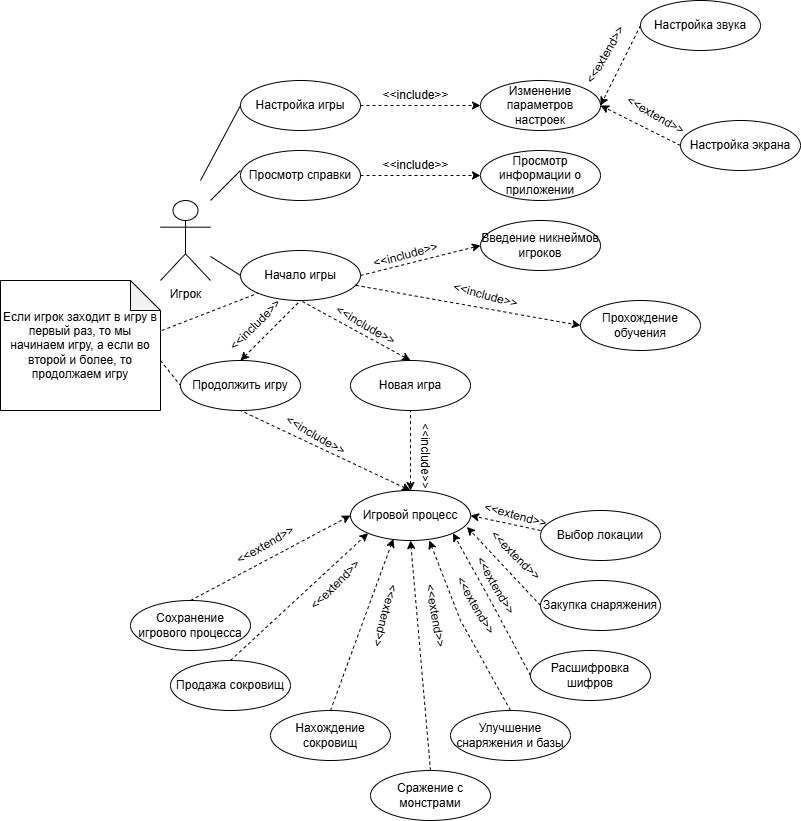 Настройка звука
<<extend>>
Настройка игры
<<include>>
Изменение
параметров
настроек
<<extend>>
Настройка экрана
Просмотр справки
<<include>>
Просмотр
информации о
приложении
Игрок
Начало игры
<<include>>
Введение никнеймов
игроков
<<include>>
Прохождение
обучения
Если игрок заходит в игру в
первый раз, то мы
начинаем игру, а если во
второй и более, то
продолжаем игру
<<include>>
<<include>>
Продолжить игру
Новая игра
<<include>>
<<include>>
Игровой процесс
<<extend>>
Выбор локации
<<extend>>
<<extend>>
Закупка снаряжения
<<extend>>
<<extend>>
<<extend>>
<<extend>>
<<extend>>
Сохранение
игрового процесса
Расшифровка
шифров
Продажа сокровищ
Нахождение
сокровищ
Улучшение
снаряжения и базы
Сражение с
монстрами